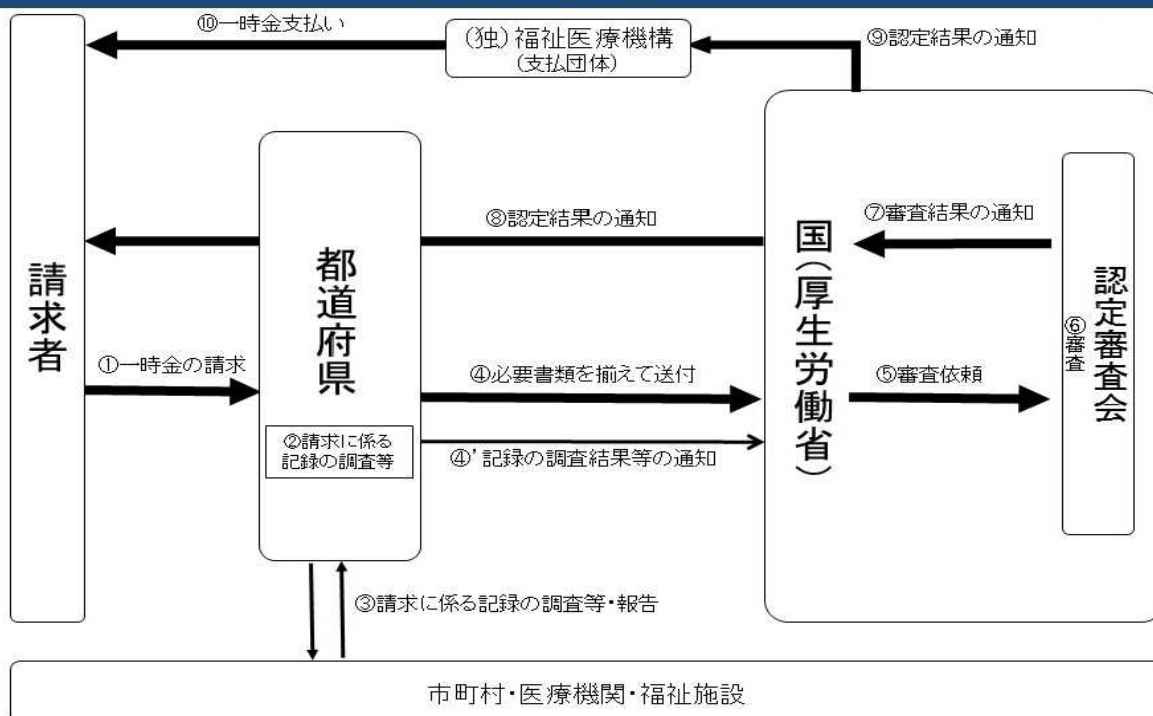 ⑩一時金支払い
(独)福祉医療機構
(支払団体)
⑨認定結果の通知
請求者
都道府県
⑧認定結果の通知
国(厚生労働省)
⑦審査結果の通知
認定審査会
⑥審査
①一時金の請求
④必要書類を揃えて送付
⑤審査依頼
②請求に係る
記録の調査等
④'記録の調査結果等の通知
③請求に係る記録の調査等・報告
市町村・医療機関・福祉施設